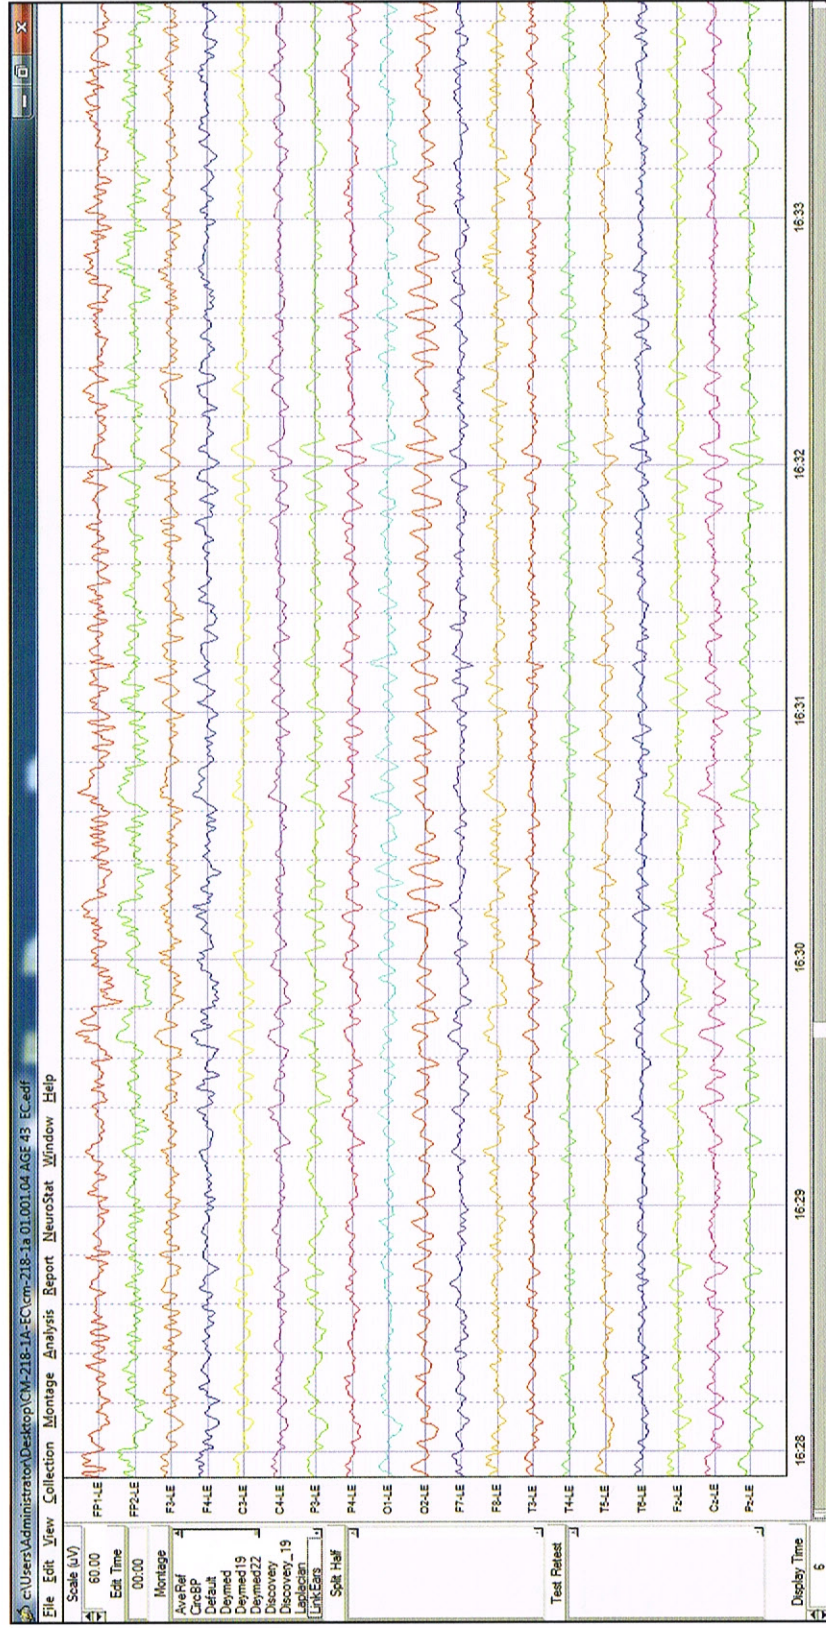 c:\Users\Administrator\Desktop\CM-218-1A-EC\cm-218-1a 01.001.04 AGE 43 EC.edf
File Edit View Collection Montage Analysis Report NeuroStat Window Help
Scale (uV)
60.00
Edit Time
00:00
Montage
AveRef
CircBP
Default
Deymed
Deymed19
Deymed22
Discovery
Discovery_19
Laplacian
LinkEars
Split Half
Test Retest
Display Time
6
FP1-LE
FP2-LE
F3-LE
F4-LE
C3-LE
C4-LE
P3-LE
P4-LE
O1-LE
O2-LE
F7-LE
F8-LE
T3-LE
T4-LE
T5-LE
T6-LE
Fz-LE
Cz-LE
Pz-LE
16:28 16:29 16:30 16:31 16:32 16:33